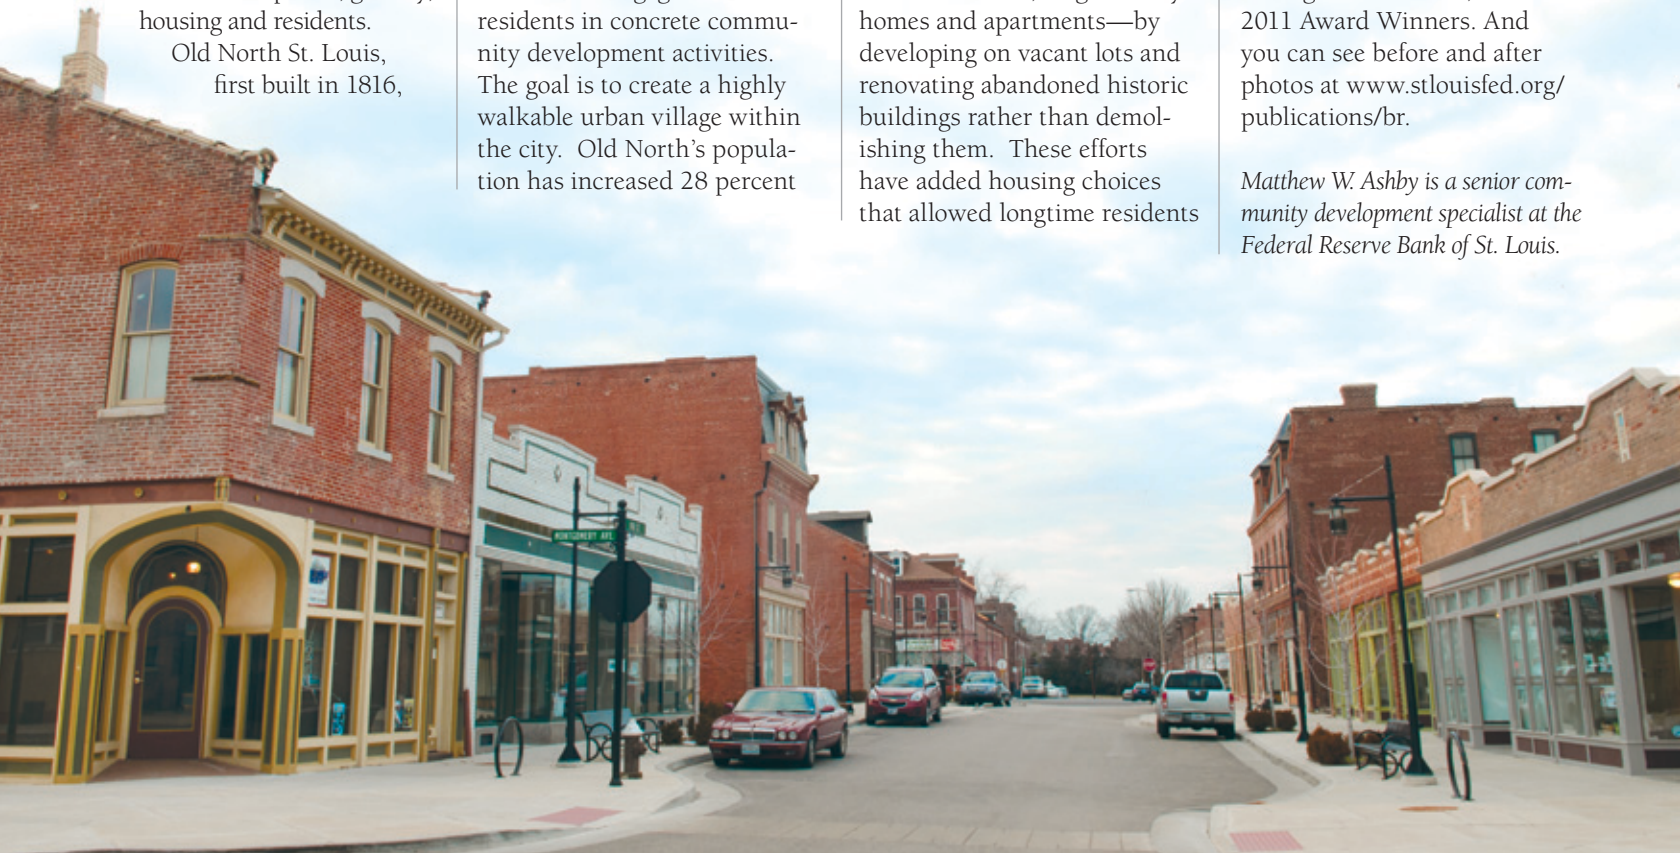 housing and residents.
Old North St. Louis,
first built in 1816,
residents in concrete commu-
nity development activities.
The goal is to create a highly
walkable urban village within
the city.  Old North’s popula-
tion has increased 28 percent
homes and apartments—by
developing on vacant lots and
renovating abandoned historic
buildings rather than demol-
ishing them.  These efforts
have added housing choices
that allowed longtime residents
2011 Award Winners. And
you can see before and after
photos at www.stlouisfed.org/
publications/br.
Matthew W. Ashby is a senior com-
munity development specialist at the
Federal Reserve Bank of St. Louis.
MONTGOMERY AVE